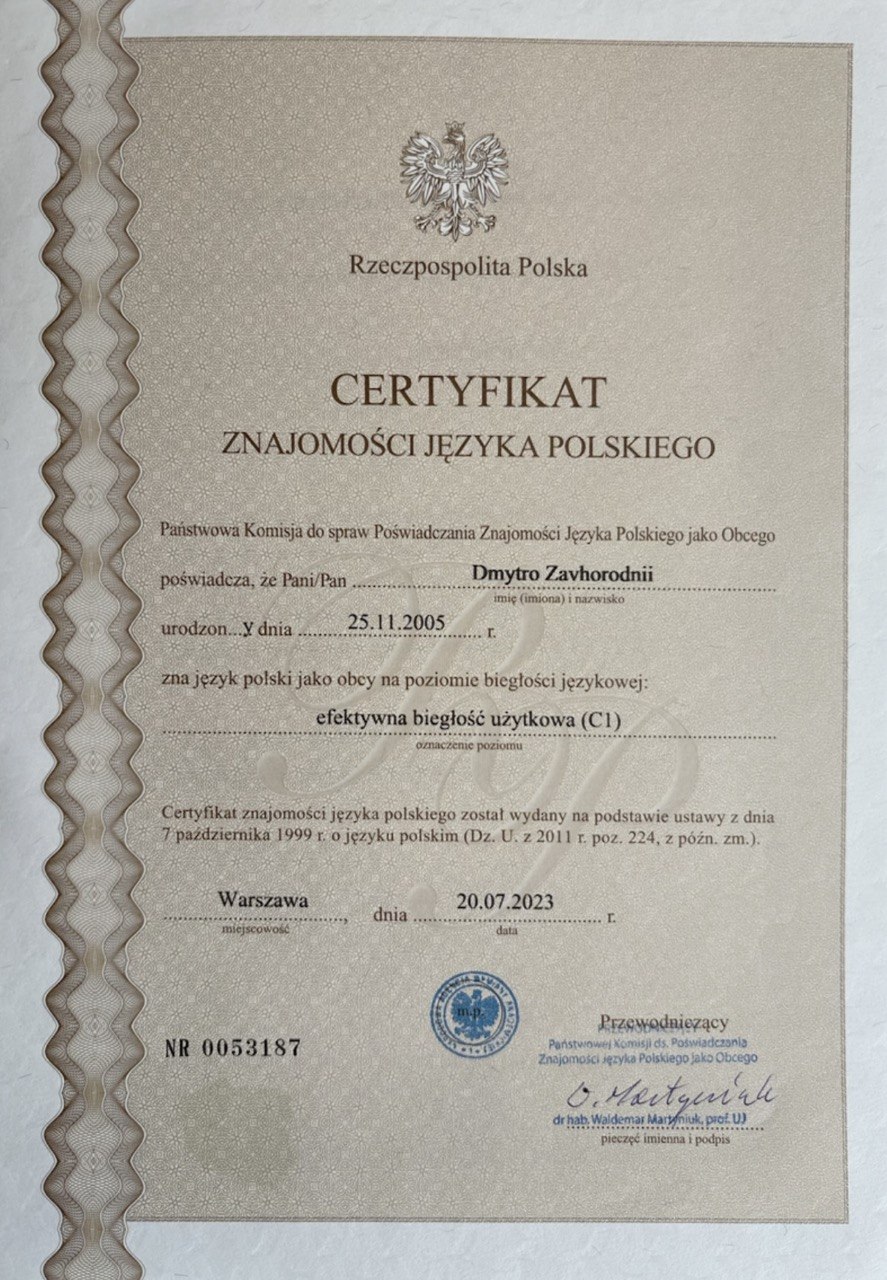 Rzeczpospolita Polska
CERTYFIKAT
ZNAJOMOŚCI JĘZYKA POLSKIEGO
Państwowa Komisja do spraw Poświadczania Znajomości Języka Polskiego jako Obcego
poświadcza, że Pani/Pan .......... Dmytro Zavhorodnii ..........
imię (imiona) i nazwisko
urodzon...y dnia .......... 25.11.2005 .......... r.
zna język polski jako obcy na poziomie biegłości językowej:
efektywna biegłość użytkowa (C1)
oznaczenie poziomu
Certyfikat znajomości języka polskiego został wydany na podstawie ustawy z dnia
7 października 1999 r. o języku polskim (Dz. U. z 2011 r. poz. 224, z późn. zm.).
Warszawa, dnia 20.07.2023 r.
miejscowość data
m.p.
NR 0053187
Przewodniczący
PRZEWODNICZĄCY
Państwowej Komisji ds. Poświadczania
Znajomości Języka Polskiego jako Obcego
W. Martyniuk
dr hab. Waldemar Martyniuk, prof. UJ
pieczęć imienna i podpis